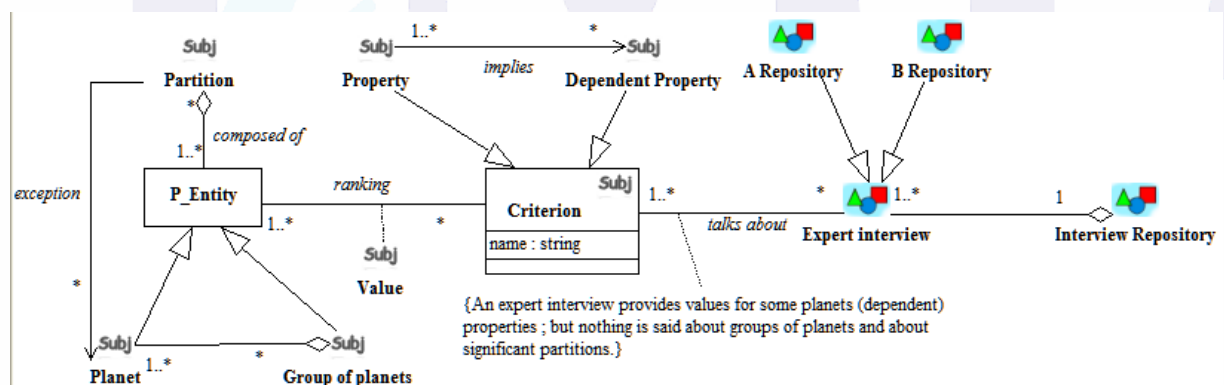 Subj
Partition
*
composed of
1..*
exception
P_Entity
1..*
ranking
*
Subj
Value
*
Subj
Planet
1..*
*
Subj
Group of planets
Subj
Property
1..*
implies
*
Subj
Dependent Property
Subj
Criterion
name : string
1..*
talks about
*
A Repository
B Repository
Expert interview
1..*
1
Interview Repository
{An expert interview provides values for some planets (dependent)
properties ; but nothing is said about groups of planets and about
significant partitions.}